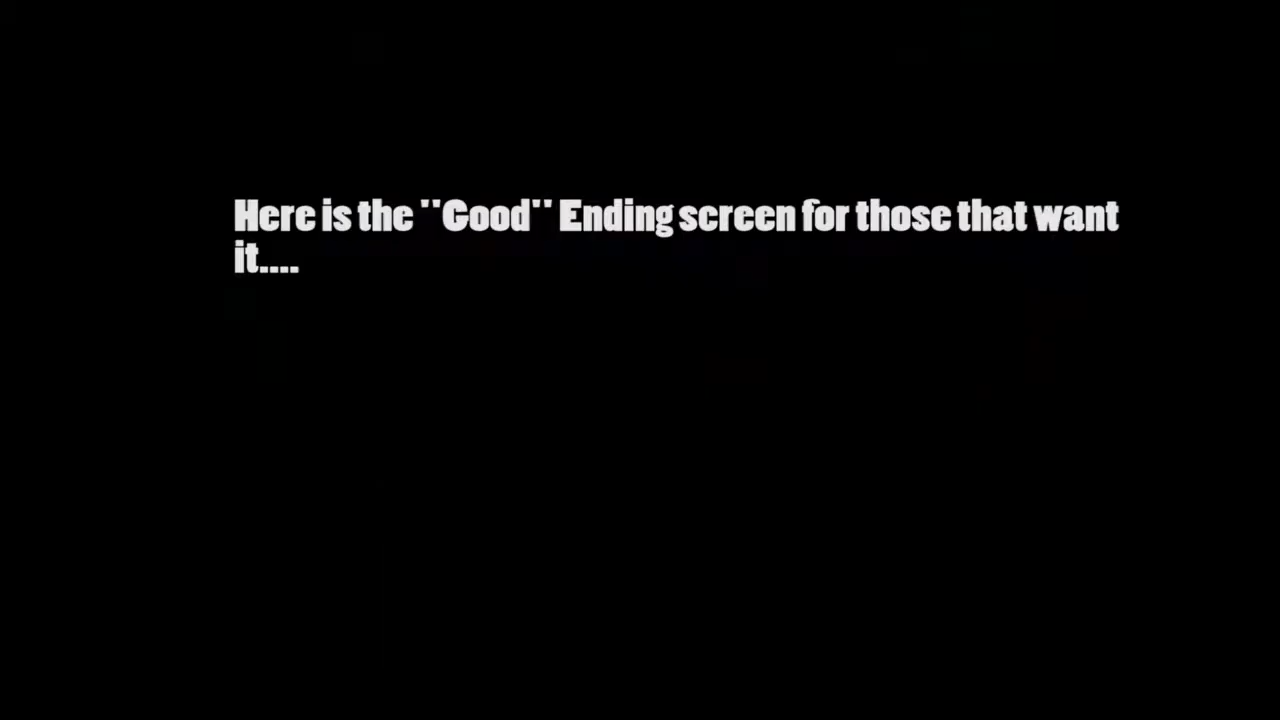 Here is the "Good" Ending screen for those that want
it....